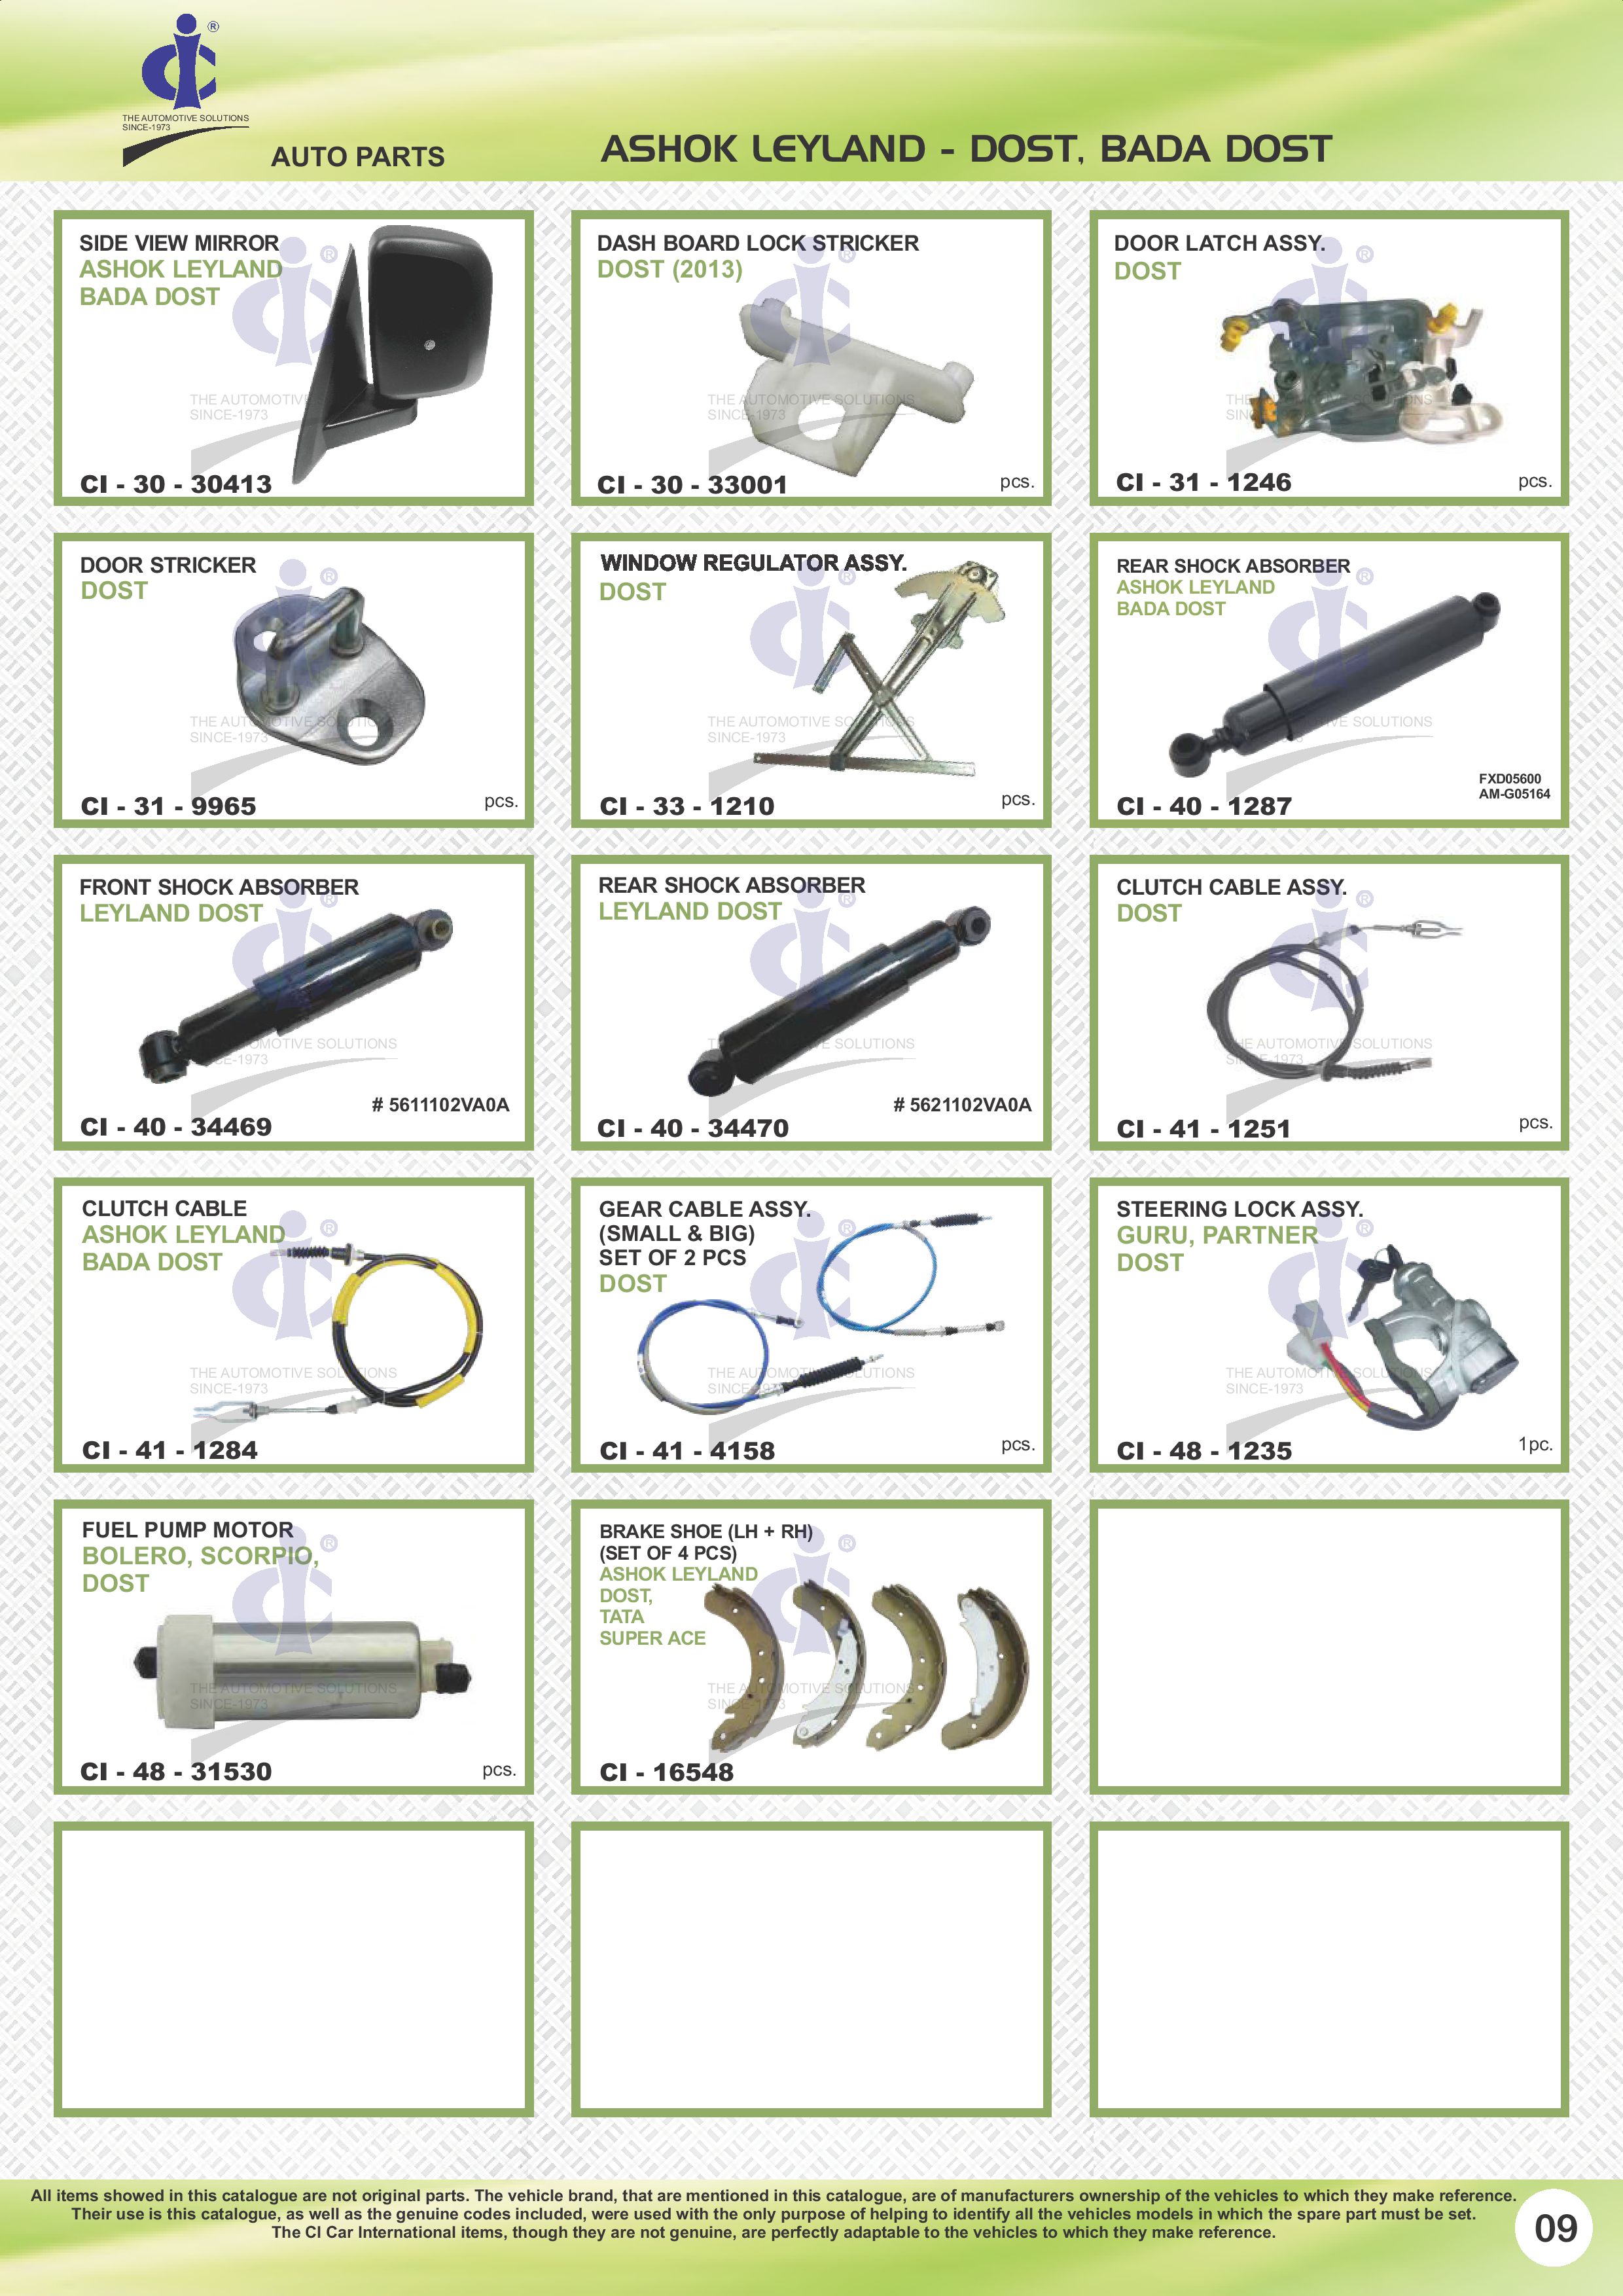 ®
THE AUTOMOTIVE SOLUTIONS
SINCE-1973
AUTO PARTS
ASHOK LEYLAND - DOST, BADA DOST
SIDE VIEW MIRROR
ASHOK LEYLAND
BADA DOST
CI - 30 - 30413
DASH BOARD LOCK STRICKER
DOST (2013)
CI - 30 - 33001
pcs.
DOOR LATCH ASSY.
DOST
CI - 31 - 1246
pcs.
DOOR STRICKER
DOST
CI - 31 - 9965
pcs.
WINDOW REGULATOR ASSY.
DOST
CI - 33 - 1210
pcs.
REAR SHOCK ABSORBER
ASHOK LEYLAND
BADA DOST
FXD05600
AM-G05164
CI - 40 - 1287
FRONT SHOCK ABSORBER
LEYLAND DOST
# 5611102VA0A
CI - 40 - 34469
REAR SHOCK ABSORBER
LEYLAND DOST
# 5621102VA0A
CI - 40 - 34470
CLUTCH CABLE ASSY.
DOST
CI - 41 - 1251
pcs.
CLUTCH CABLE
ASHOK LEYLAND
BADA DOST
CI - 41 - 1284
GEAR CABLE ASSY.
(SMALL & BIG)
SET OF 2 PCS
DOST
CI - 41 - 4158
pcs.
STEERING LOCK ASSY.
GURU, PARTNER
DOST
CI - 48 - 1235
1pc.
FUEL PUMP MOTOR
BOLERO, SCORPIO,
DOST
CI - 48 - 31530
pcs.
BRAKE SHOE (LH + RH)
(SET OF 4 PCS)
ASHOK LEYLAND
DOST,
TATA
SUPER ACE
CI - 16548
All items showed in this catalogue are not original parts. The vehicle brand, that are mentioned in this catalogue, are of manufacturers ownership of the vehicles to which they make reference.
Their use is this catalogue, as well as the genuine codes included, were used with the only purpose of helping to identify all the vehicles models in which the spare part must be set.
The CI Car International items, though they are not genuine, are perfectly adaptable to the vehicles to which they make reference.
09